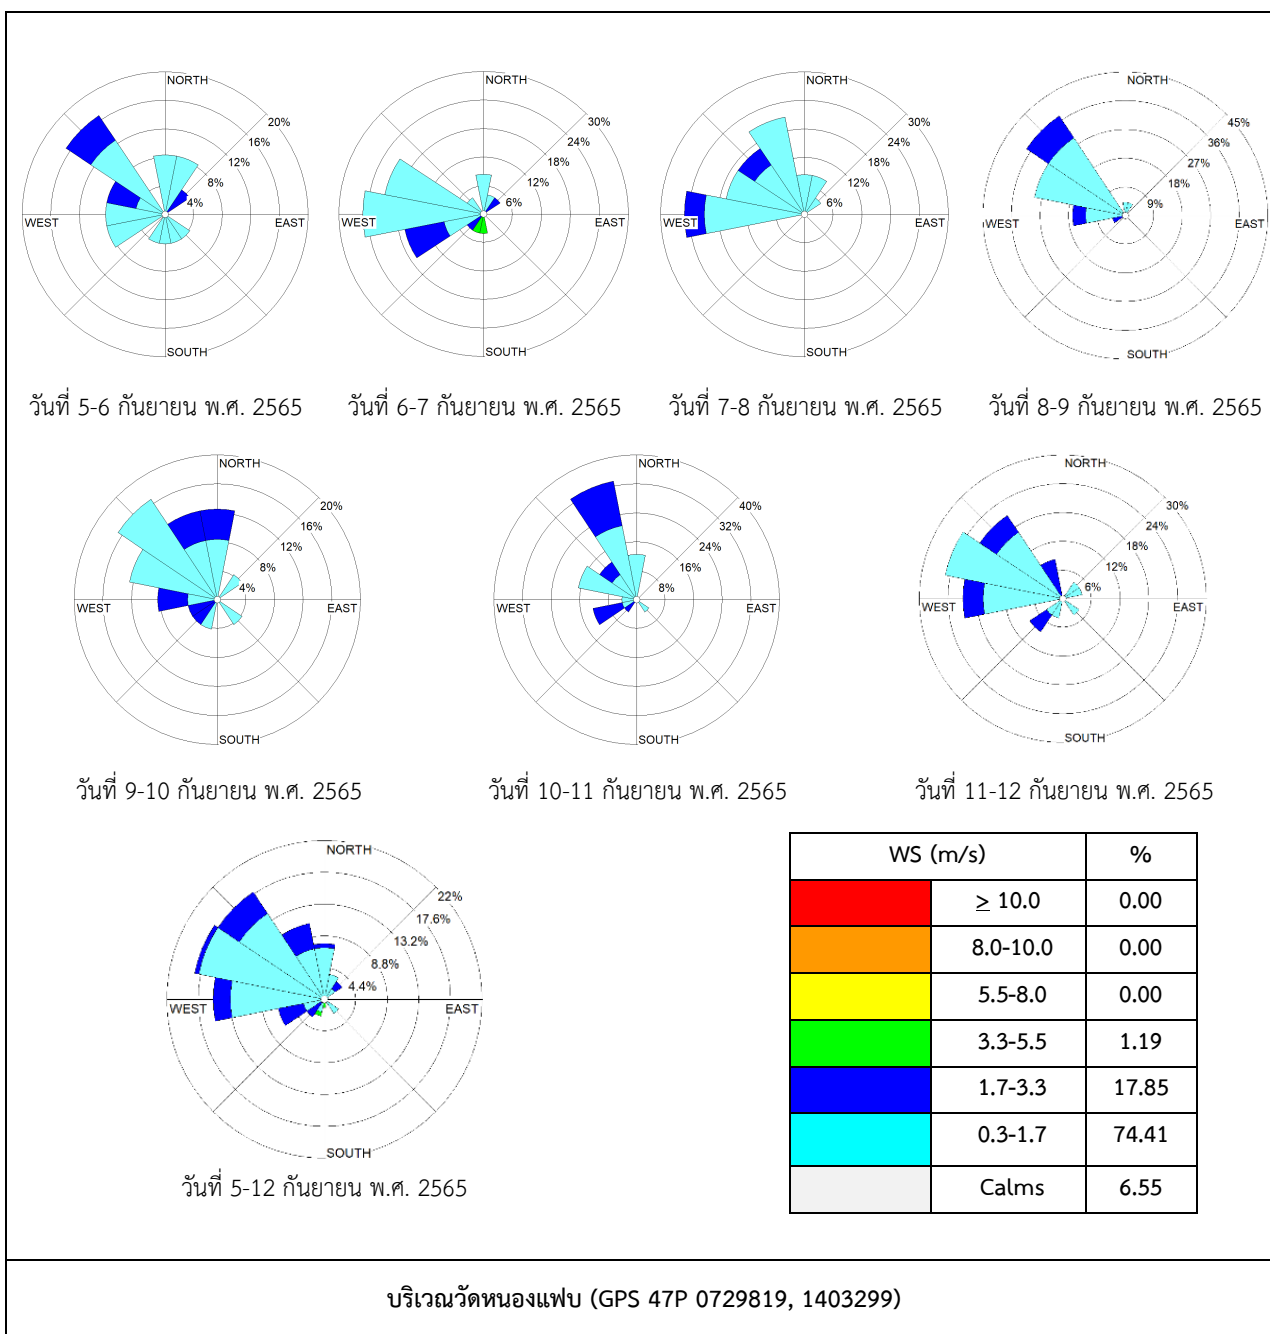 NORTH
20%
16%
12%
8%
4%
WEST
EAST
SOUTH
วันที่ 5-6 กันยายน พ.ศ. 2565
NORTH
30%
24%
18%
12%
6%
WEST
EAST
SOUTH
วันที่ 6-7 กันยายน พ.ศ. 2565
NORTH
30%
24%
18%
12%
6%
WEST
EAST
SOUTH
วันที่ 7-8 กันยายน พ.ศ. 2565
NORTH
45%
36%
27%
18%
9%
WEST
EAST
SOUTH
วันที่ 8-9 กันยายน พ.ศ. 2565
NORTH
20%
16%
12%
8%
4%
WEST
EAST
SOUTH
วันที่ 9-10 กันยายน พ.ศ. 2565
NORTH
40%
32%
24%
16%
8%
WEST
EAST
SOUTH
วันที่ 10-11 กันยายน พ.ศ. 2565
NORTH
30%
24%
18%
12%
6%
WEST
EAST
SOUTH
วันที่ 11-12 กันยายน พ.ศ. 2565
NORTH
22%
17.6%
13.2%
8.8%
4.4%
WEST
EAST
SOUTH
วันที่ 5-12 กันยายน พ.ศ. 2565
WS (m/s) %
≥ 10.0 0.00
8.0-10.0 0.00
5.5-8.0 0.00
3.3-5.5 1.19
1.7-3.3 17.85
0.3-1.7 74.41
Calms 6.55
บริเวณวัดหนองแฟบ (GPS 47P 0729819, 1403299)